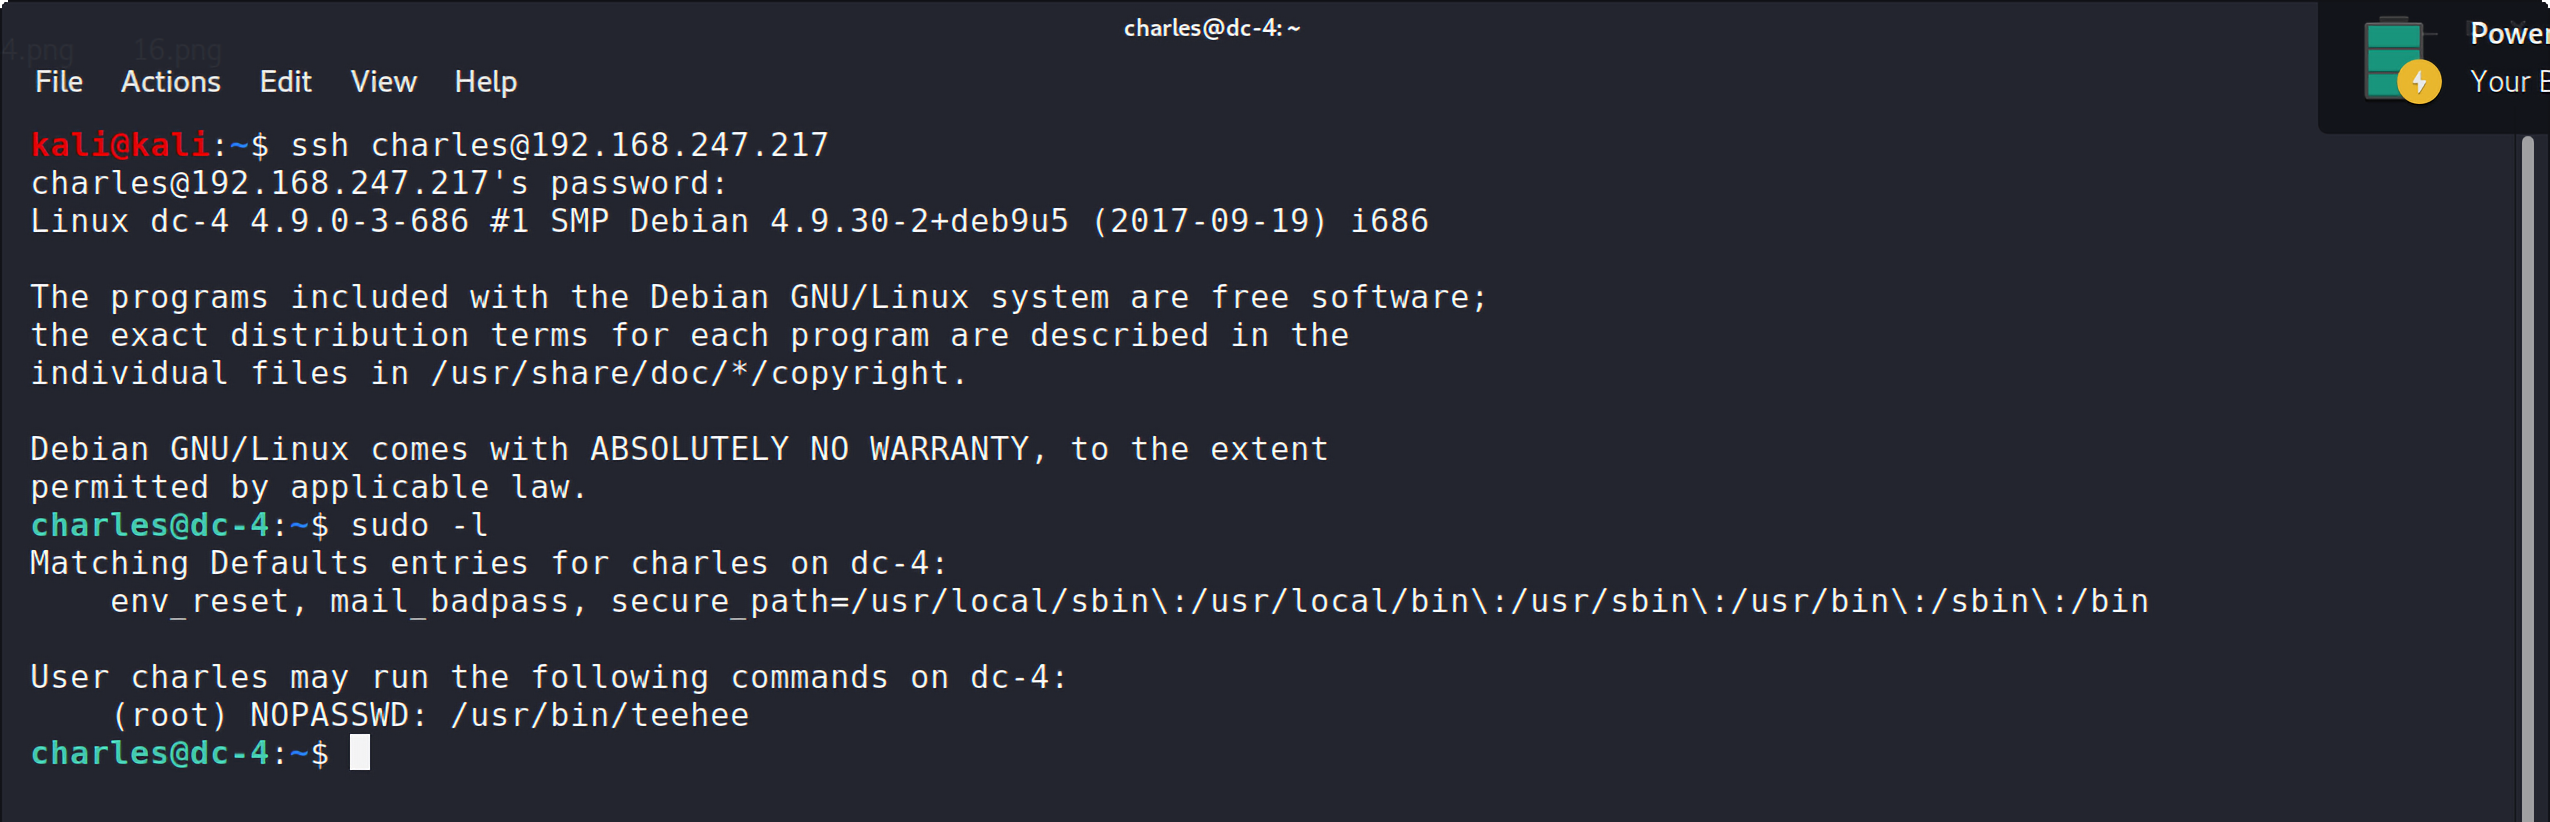 charles@dc-4: ~
4.png 16.png
Power
Your B
File Actions Edit View Help
kali@kali:~$ ssh charles@192.168.247.217
charles@192.168.247.217's password:
Linux dc-4 4.9.0-3-686 #1 SMP Debian 4.9.30-2+deb9u5 (2017-09-19) i686
The programs included with the Debian GNU/Linux system are free software;
the exact distribution terms for each program are described in the
individual files in /usr/share/doc/*/copyright.
Debian GNU/Linux comes with ABSOLUTELY NO WARRANTY, to the extent
permitted by applicable law.
charles@dc-4:~$ sudo -l
Matching Defaults entries for charles on dc-4:
    env_reset, mail_badpass, secure_path=/usr/local/sbin\:/usr/local/bin\:/usr/sbin\:/usr/bin\:/sbin\:/bin
User charles may run the following commands on dc-4:
    (root) NOPASSWD: /usr/bin/teehee
charles@dc-4:~$